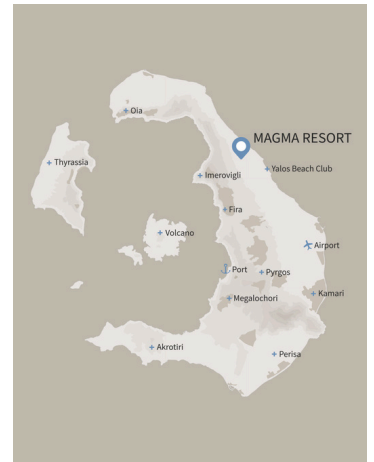 Oia
MAGMA RESORT
Thyrassia
Yalos Beach Club
Imerovigli
Fira
Volcano
Airport
Port
Pyrgos
Kamari
Megalochori
Akrotiri
Perisa